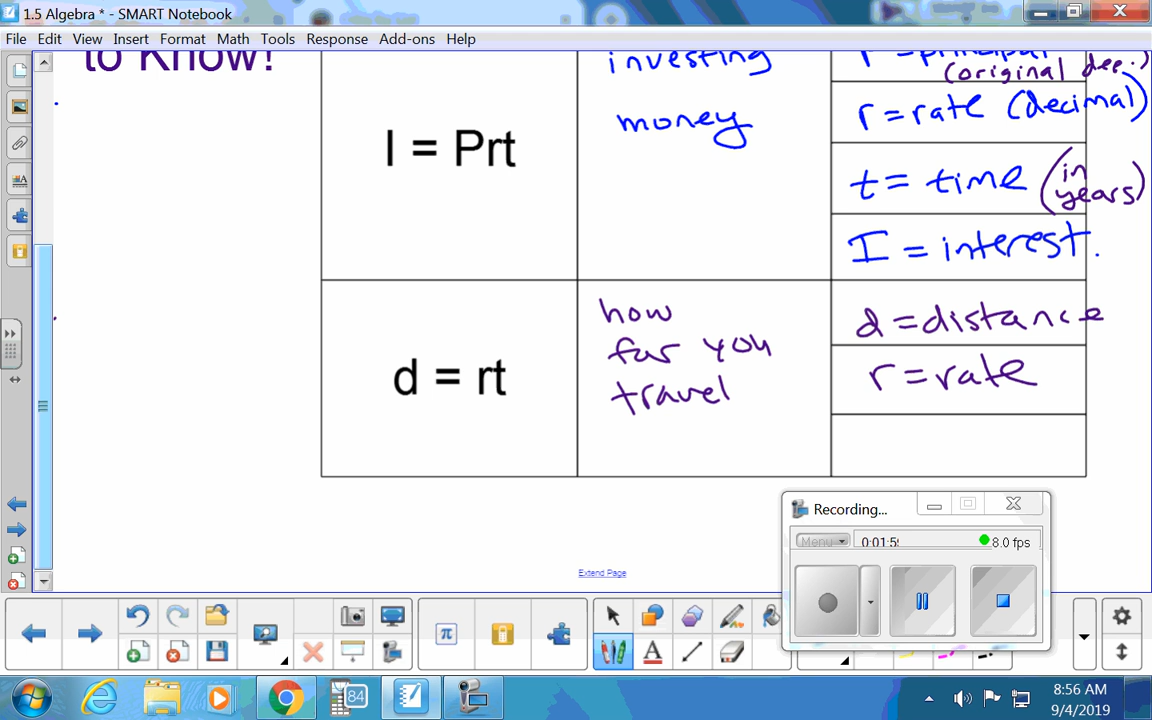 1.5 Algebra * - SMART Notebook
File Edit View Insert Format Math Tools Response Add-ons Help
to Know!
I = Prt
investing
money
P = principal
(original dep.)
r = rate (decimal)
t = time (in
years)
I = interest.
d = rt
how
far you
travel
d = distance
r = rate
Extend Page
Recording...
Menu
0:01:5
8.0 fps
π
A
84
8:56 AM
9/4/2019